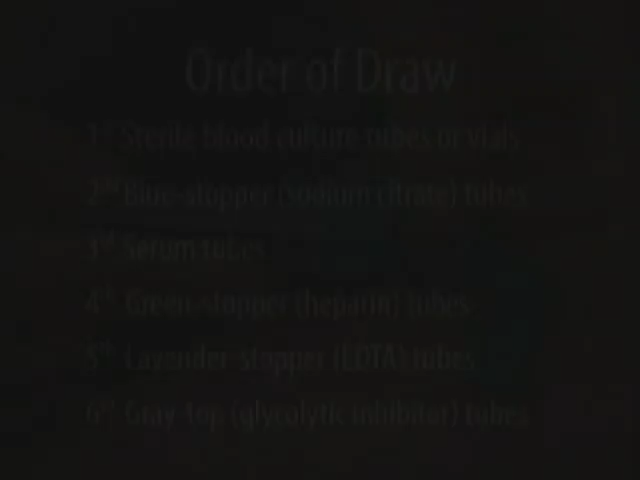 Order of Draw
1st Sterile blood culture tubes or vials
2nd Blue-stopper (sodium citrate) tubes
3rd Serum tubes
4th Green-stopper (heparin) tubes
5th Lavender-stopper (EDTA) tubes
6th Gray-top (glycolytic inhibitor) tubes